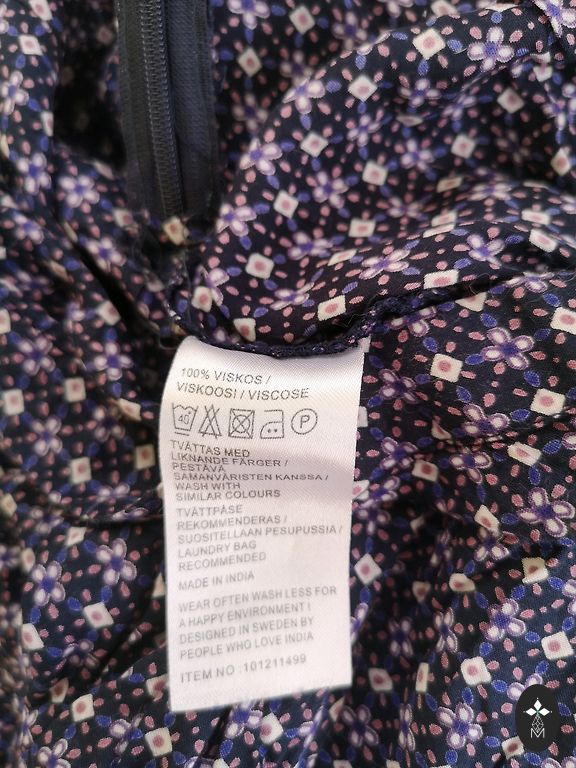 100% VISKOS /
VISKOOSI / VISCOSE
40 P
TVÄTTAS MED
LIKNANDE FÄRGER /
PESTÄVÄ
SAMANVÄRISTEN KANSSA /
WASH WITH
SIMILAR COLOURS
TVÄTTPÅSE
REKOMMENDERAS /
SUOSITELLAAN PESUPUSSIA /
LAUNDRY BAG
RECOMMENDED
MADE IN INDIA
WEAR OFTEN WASH LESS FOR
A HAPPY ENVIRONMENT !
DESIGNED IN SWEDEN BY
PEOPLE WHO LOVE INDIA
ITEM NO :101211499